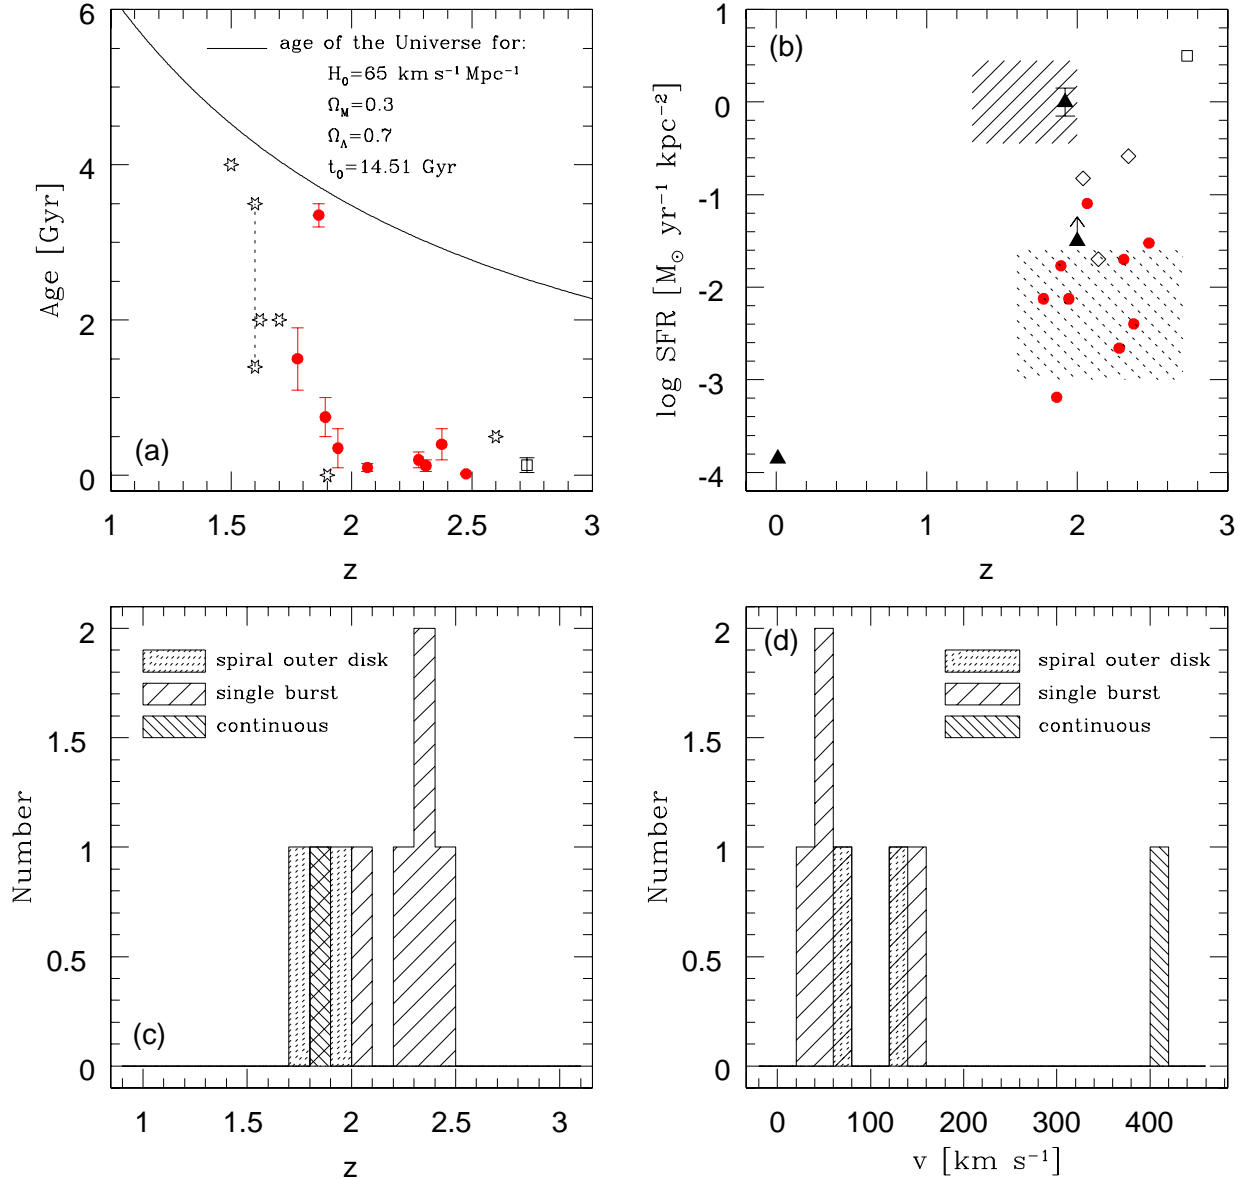 6
4
2
0
Age [Gyr]
age of the Universe for:
H₀=65 km s⁻¹ Mpc⁻¹
Ω_M=0.3
Ω_Λ=0.7
t₀=14.51 Gyr
(a)
1
1.5
2
2.5
3
z
1
0
-1
-2
-3
-4
log SFR [M☉ yr⁻¹ kpc⁻²]
(b)
0
1
2
3
z
2
1.5
1
0.5
0
Number
spiral outer disk
single burst
continuous
(c)
1
1.5
2
2.5
3
z
2
1.5
1
0.5
0
Number
(d)
spiral outer disk
single burst
continuous
0
100
200
300
400
v [km s⁻¹]